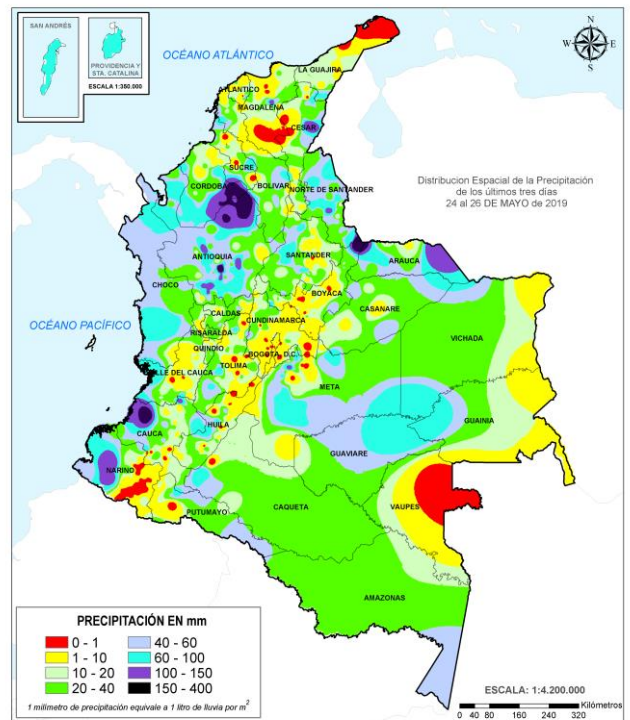 SAN ANDRÉS
PROVIDENCIA Y
STA. CATALINA
ESCALA 1:380.000
OCÉANO ATLÁNTICO
N
W
E
S
LA GUAJIRA
ATLANTICO
MAGDALENA
CESAR
Distribucion Espacial de la Precipitación
de los últimos tres días
24 al 26 DE MAYO de 2019
SUCRE
CORDOBA
BOLIVAR
NORTE DE SANTANDER
ANTIOQUIA
SANTANDER
ARAUCA
CHOCO
BOYACA
CASANARE
OCÉANO PACÍFICO
CALDAS
CUNDINAMARCA
VICHADA
RISARALDA
QUINDIO
BOGOTA, D.C.
TOLIMA
VALLE DEL CAUCA
META
GUAINIA
HUILA
CAUCA
GUAVIARE
NARIÑO
CAQUETA
VAUPES
PUTUMAYO
AMAZONAS
PRECIPITACIÓN EN mm
0 - 1
40 - 60
1 - 10
60 - 100
10 - 20
100 - 150
20 - 40
150 - 400
1 milímetro de precipitación equivale a 1 litro de lluvia por m²
ESCALA: 1:4.200.000
Kilómetros
0 40 80 160 240 320